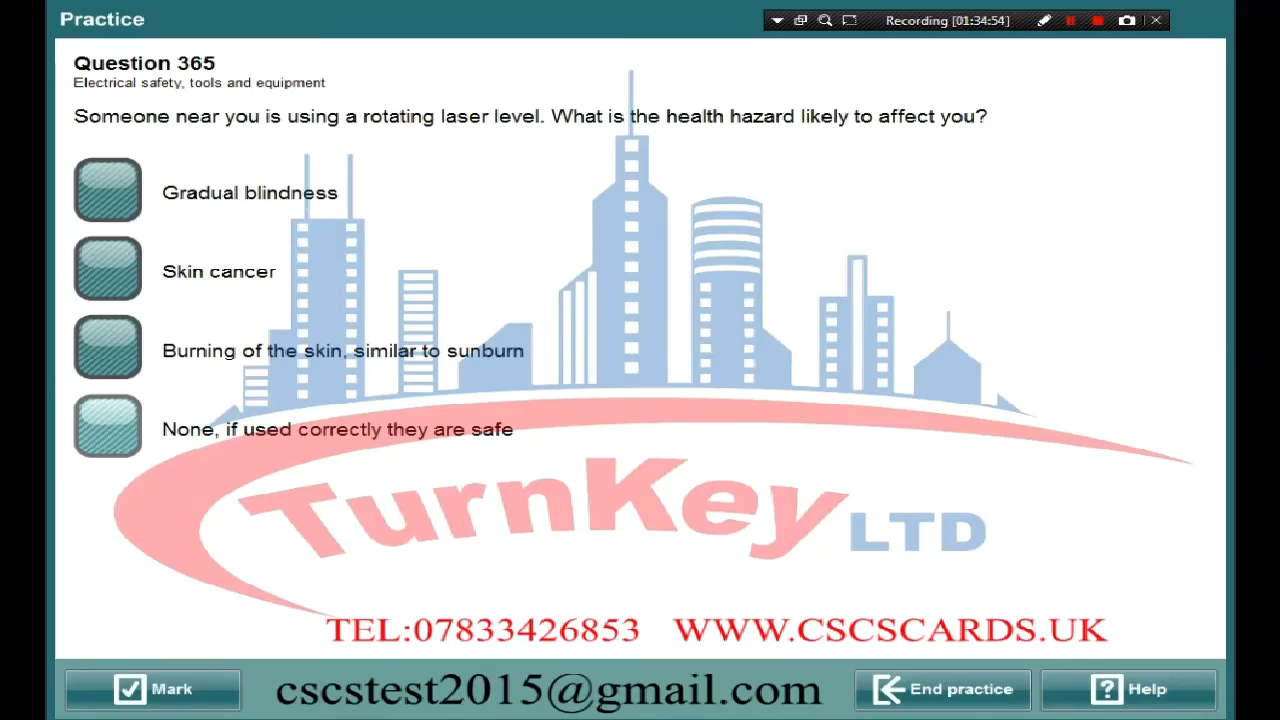 Practice
Recording [01:34:54]
Question 365
Electrical safety, tools and equipment
Someone near you is using a rotating laser level. What is the health hazard likely to affect you?
Gradual blindness
Skin cancer
Burning of the skin, similar to sunburn
None, if used correctly they are safe
TurnKey LTD
TEL:07833426853 WWW.CSCSCARDS.UK
Mark
cscstest2015@gmail.com
End practice
? Help